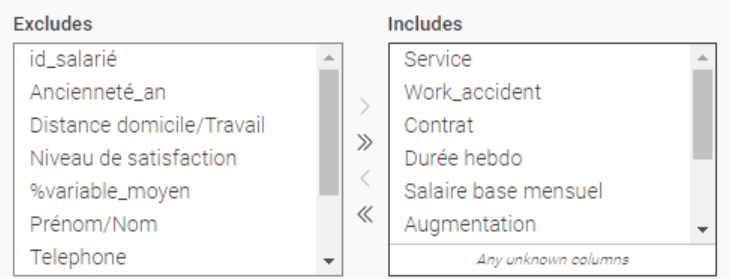 Excludes
id_salarié
Ancienneté_an
Distance domicile/Travail
Niveau de satisfaction
%variable_moyen
Prénom/Nom
Telephone
Includes
Service
Work_accident
Contrat
Durée hebdo
Salaire base mensuel
Augmentation
Any unknown columns